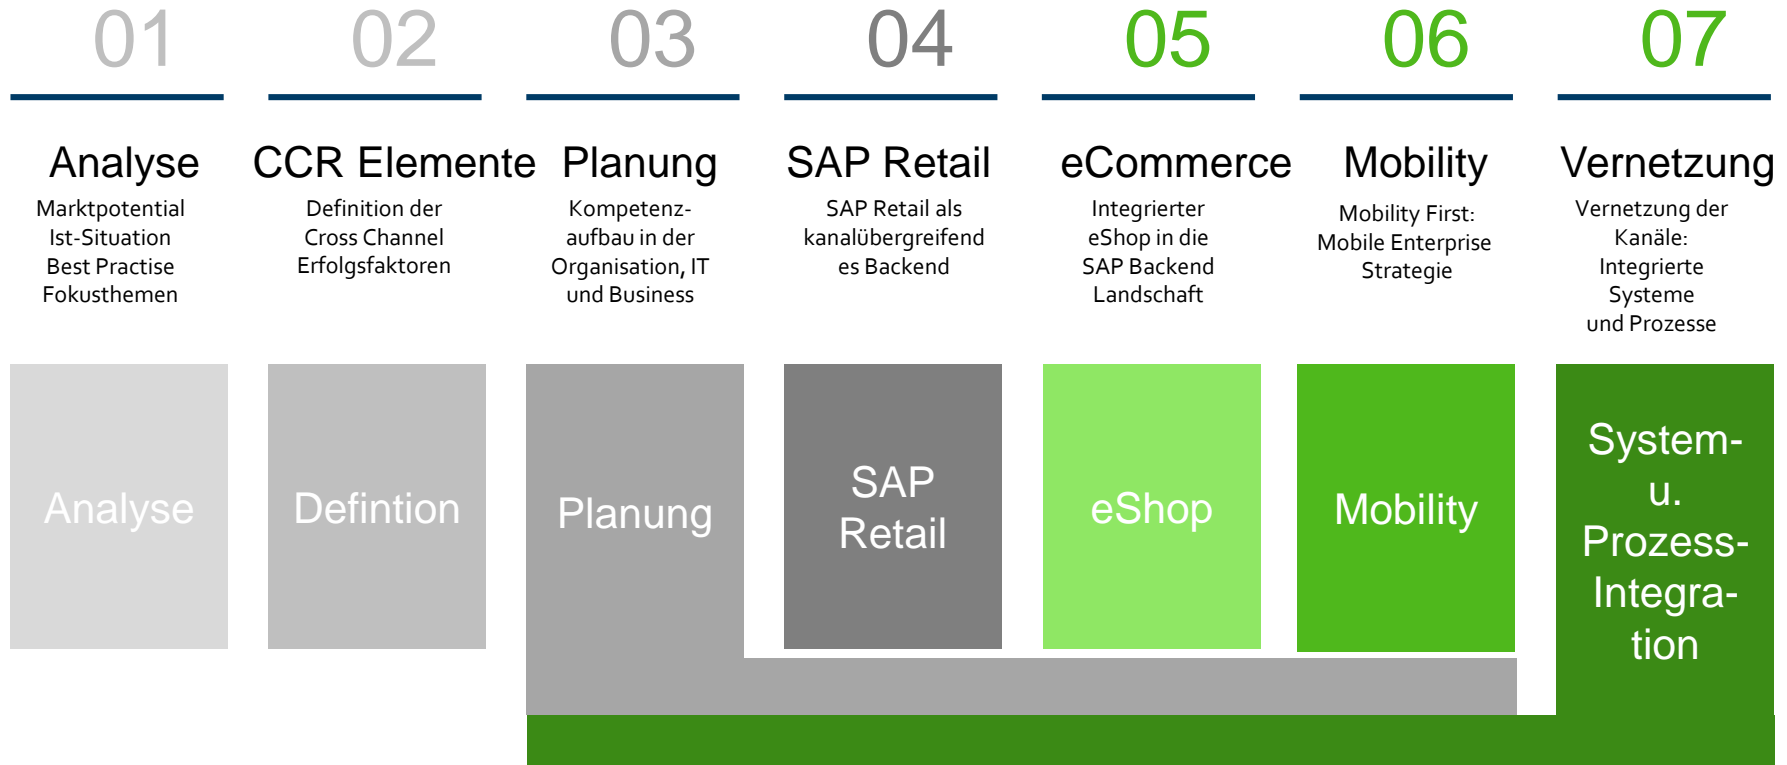 01
Analyse
Marktpotential
Ist-Situation
Best Practise
Fokusthemen
02
CCR Elemente
Definition der
Cross Channel
Erfolgsfaktoren
03
Planung
Kompetenz-
aufbau in der
Organisation, IT
und Business
04
SAP Retail
SAP Retail als
kanalübergreifend
es Backend
05
eCommerce
Integrierter
eShop in die
SAP Backend
Landschaft
06
Mobility
Mobility First:
Mobile Enterprise
Strategie
07
Vernetzung
Vernetzung der
Kanäle:
Integrierte
Systeme
und Prozesse
Analyse
Defintion
Planung
SAP
Retail
eShop
Mobility
System-
u.
Prozess-
Integra-
tion